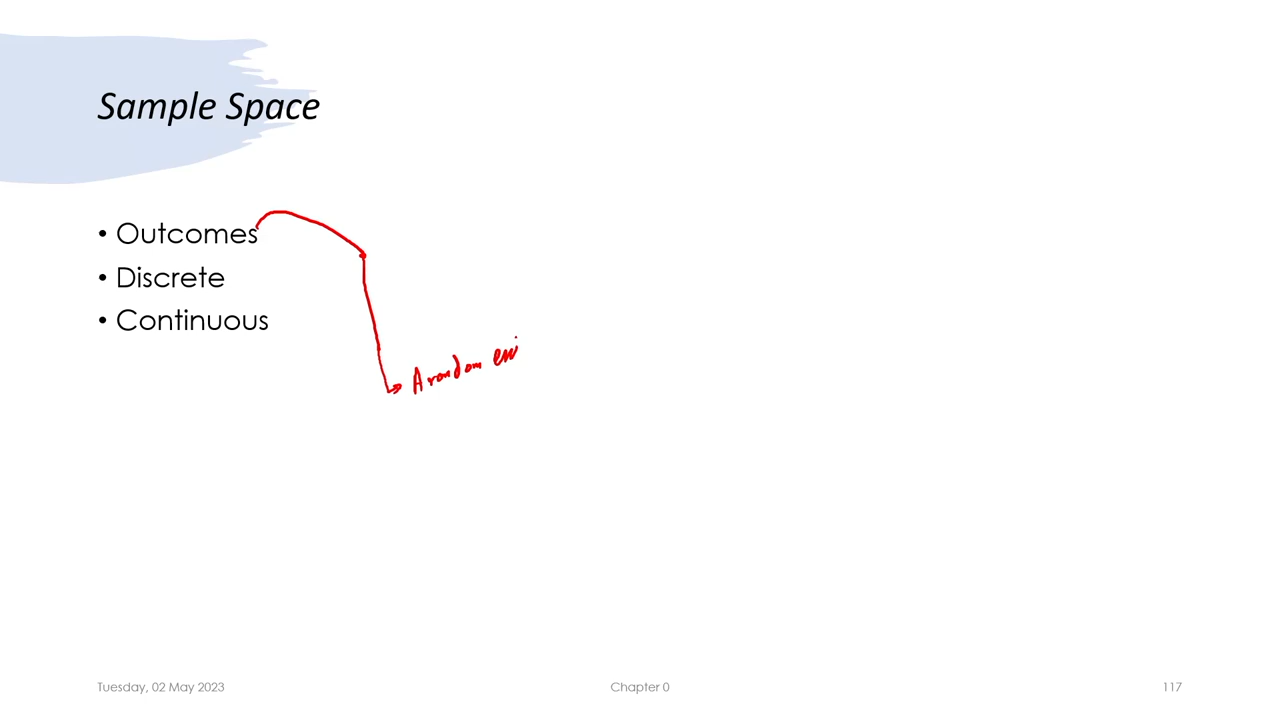 Sample Space
• Outcomes
• Discrete
• Continuous
A random
Tuesday, 02 May 2023
Chapter 0
117